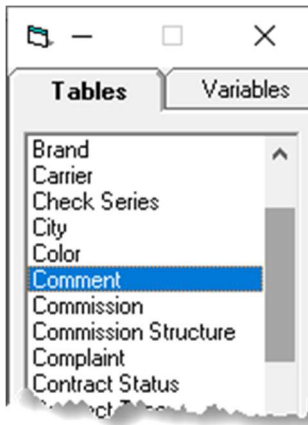 Tables
Variables
Brand
Carrier
Check Series
City
Color
Comment
Commission
Commission Structure
Complaint
Contract Status